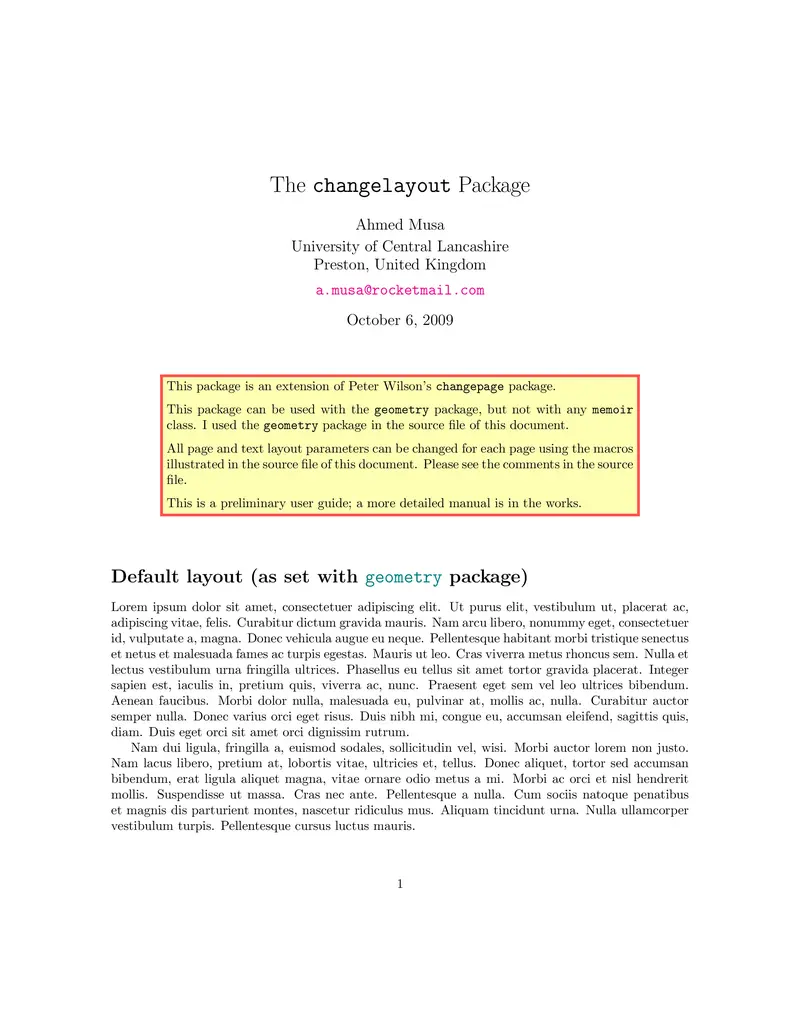 The changelayout Package
Ahmed Musa
University of Central Lancashire
Preston, United Kingdom
a.musa@rocketmail.com
October 6, 2009
This package is an extension of Peter Wilson's changepage package.
This package can be used with the geometry package, but not with any memoir
class. I used the geometry package in the source file of this document.
All page and text layout parameters can be changed for each page using the macros
illustrated in the source file of this document. Please see the comments in the source
file.
This is a preliminary user guide; a more detailed manual is in the works.
Default layout (as set with geometry package)
Lorem ipsum dolor sit amet, consectetuer adipiscing elit. Ut purus elit, vestibulum ut, placerat ac,
adipiscing vitae, felis. Curabitur dictum gravida mauris. Nam arcu libero, nonummy eget, consectetuer
id, vulputate a, magna. Donec vehicula augue eu neque. Pellentesque habitant morbi tristique senectus
et netus et malesuada fames ac turpis egestas. Mauris ut leo. Cras viverra metus rhoncus sem. Nulla et
lectus vestibulum urna fringilla ultrices. Phasellus eu tellus sit amet tortor gravida placerat. Integer
sapien est, iaculis in, pretium quis, viverra ac, nunc. Praesent eget sem vel leo ultrices bibendum.
Aenean faucibus. Morbi dolor nulla, malesuada eu, pulvinar at, mollis ac, nulla. Curabitur auctor
semper nulla. Donec varius orci eget risus. Duis nibh mi, congue eu, accumsan eleifend, sagittis quis,
diam. Duis eget orci sit amet orci dignissim rutrum.
Nam dui ligula, fringilla a, euismod sodales, sollicitudin vel, wisi. Morbi auctor lorem non justo.
Nam lacus libero, pretium at, lobortis vitae, ultricies et, tellus. Donec aliquet, tortor sed accumsan
bibendum, erat ligula aliquet magna, vitae ornare odio metus a mi. Morbi ac orci et nisl hendrerit
mollis. Suspendisse ut massa. Cras nec ante. Pellentesque a nulla. Cum sociis natoque penatibus
et magnis dis parturient montes, nascetur ridiculus mus. Aliquam tincidunt urna. Nulla ullamcorper
vestibulum turpis. Pellentesque cursus luctus mauris.
1